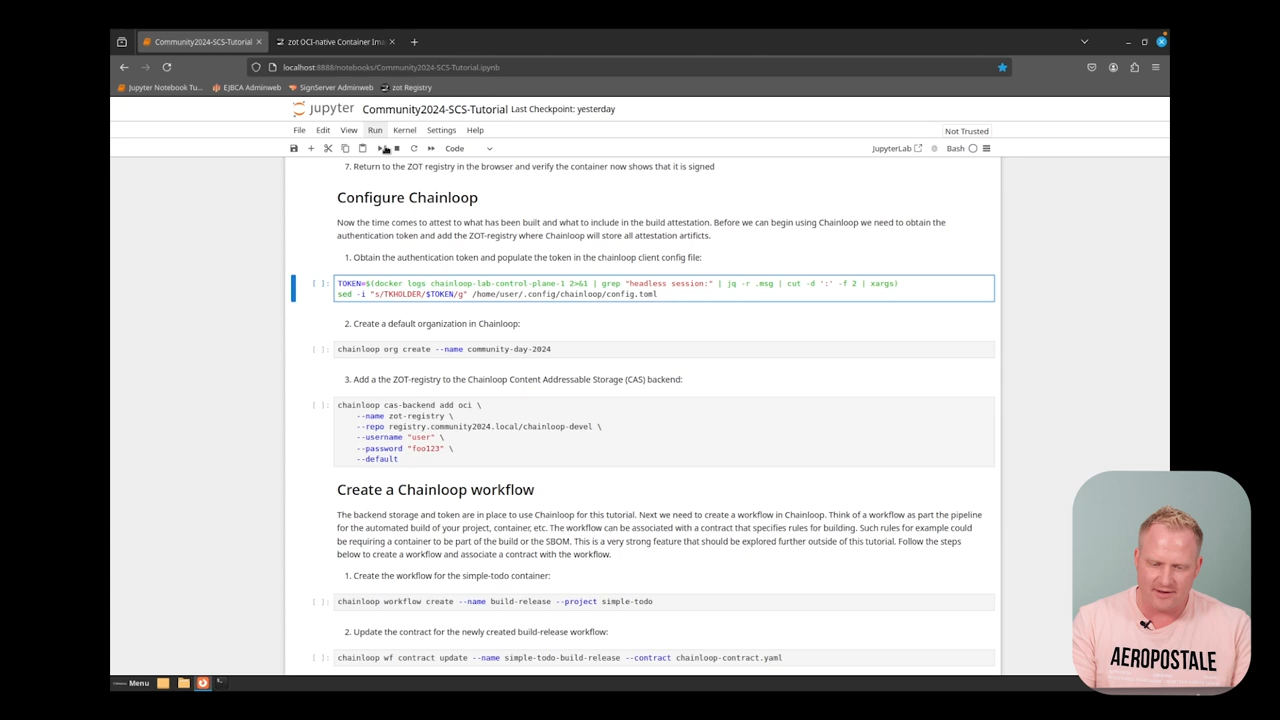 Community2024-SCS-Tutorial
zot OCI-native Container Ima
localhost:8888/notebooks/Community2024-SCS-Tutorial.ipynb
Jupyter Notebook Tu...
EJBCA Adminweb
SignServer Adminweb
zot Registry
jupyter
Community2024-SCS-Tutorial Last Checkpoint: yesterday
File Edit View Run Kernel Settings Help
Not Trusted
Code
JupyterLab
Bash
7. Return to the ZOT registry in the browser and verify the container now shows that it is signed
Configure Chainloop
Now the time comes to attest to what has been built and what to include in the build attestation. Before we can begin using Chainloop we need to obtain the
authentication token and add the ZOT-registry where Chainloop will store all attestation artificts.
1. Obtain the authentication token and populate the token in the chainloop client config file:
[ ]: TOKEN=$(docker logs chainloop-lab-control-plane-1 2>&1 | grep "headless session:" | jq -r .msg | cut -d ':' -f 2 | xargs)
sed -i "s/TKHOLDER/$TOKEN/g" /home/user/.config/chainloop/config.toml
2. Create a default organization in Chainloop:
[ ]: chainloop org create --name community-day-2024
3. Add a the ZOT-registry to the Chainloop Content Addressable Storage (CAS) backend:
[ ]: chainloop cas-backend add oci \
--name zot-registry \
--repo registry.community2024.local/chainloop-devel \
--username "user" \
--password "foo123" \
--default
Create a Chainloop workflow
The backend storage and token are in place to use Chainloop for this tutorial. Next we need to create a workflow in Chainloop. Think of a workflow as part the pipeline
for the automated build of your project, container, etc. The workflow can be associated with a contract that specifies rules for building. Such rules for example could
be requiring a container to be part of the build or the SBOM. This is a very strong feature that should be explored further outside of this tutorial. Follow the steps
below to create a workflow and associate a contract with the workflow.
1. Create the workflow for the simple-todo container:
[ ]: chainloop workflow create --name build-release --project simple-todo
2. Update the contract for the newly created build-release workflow:
[ ]: chainloop wf contract update --name simple-todo-build-release --contract chainloop-contract.yaml
Menu
AEROPOSTALE